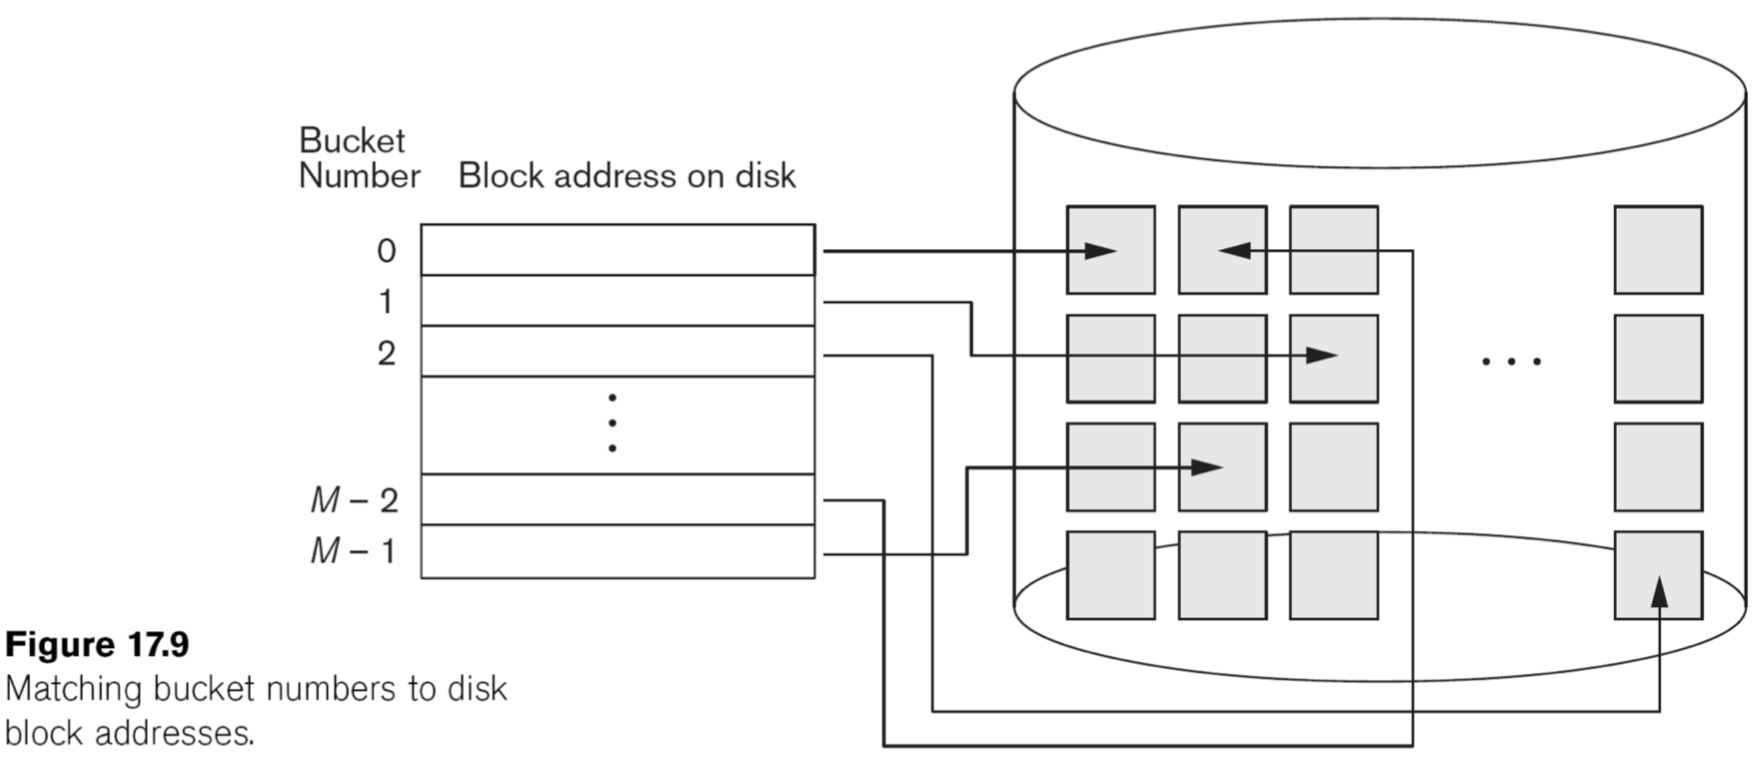 Bucket
Number
Block address on disk
0
1
2
M – 2
M – 1
Figure 17.9
Matching bucket numbers to disk
block addresses.